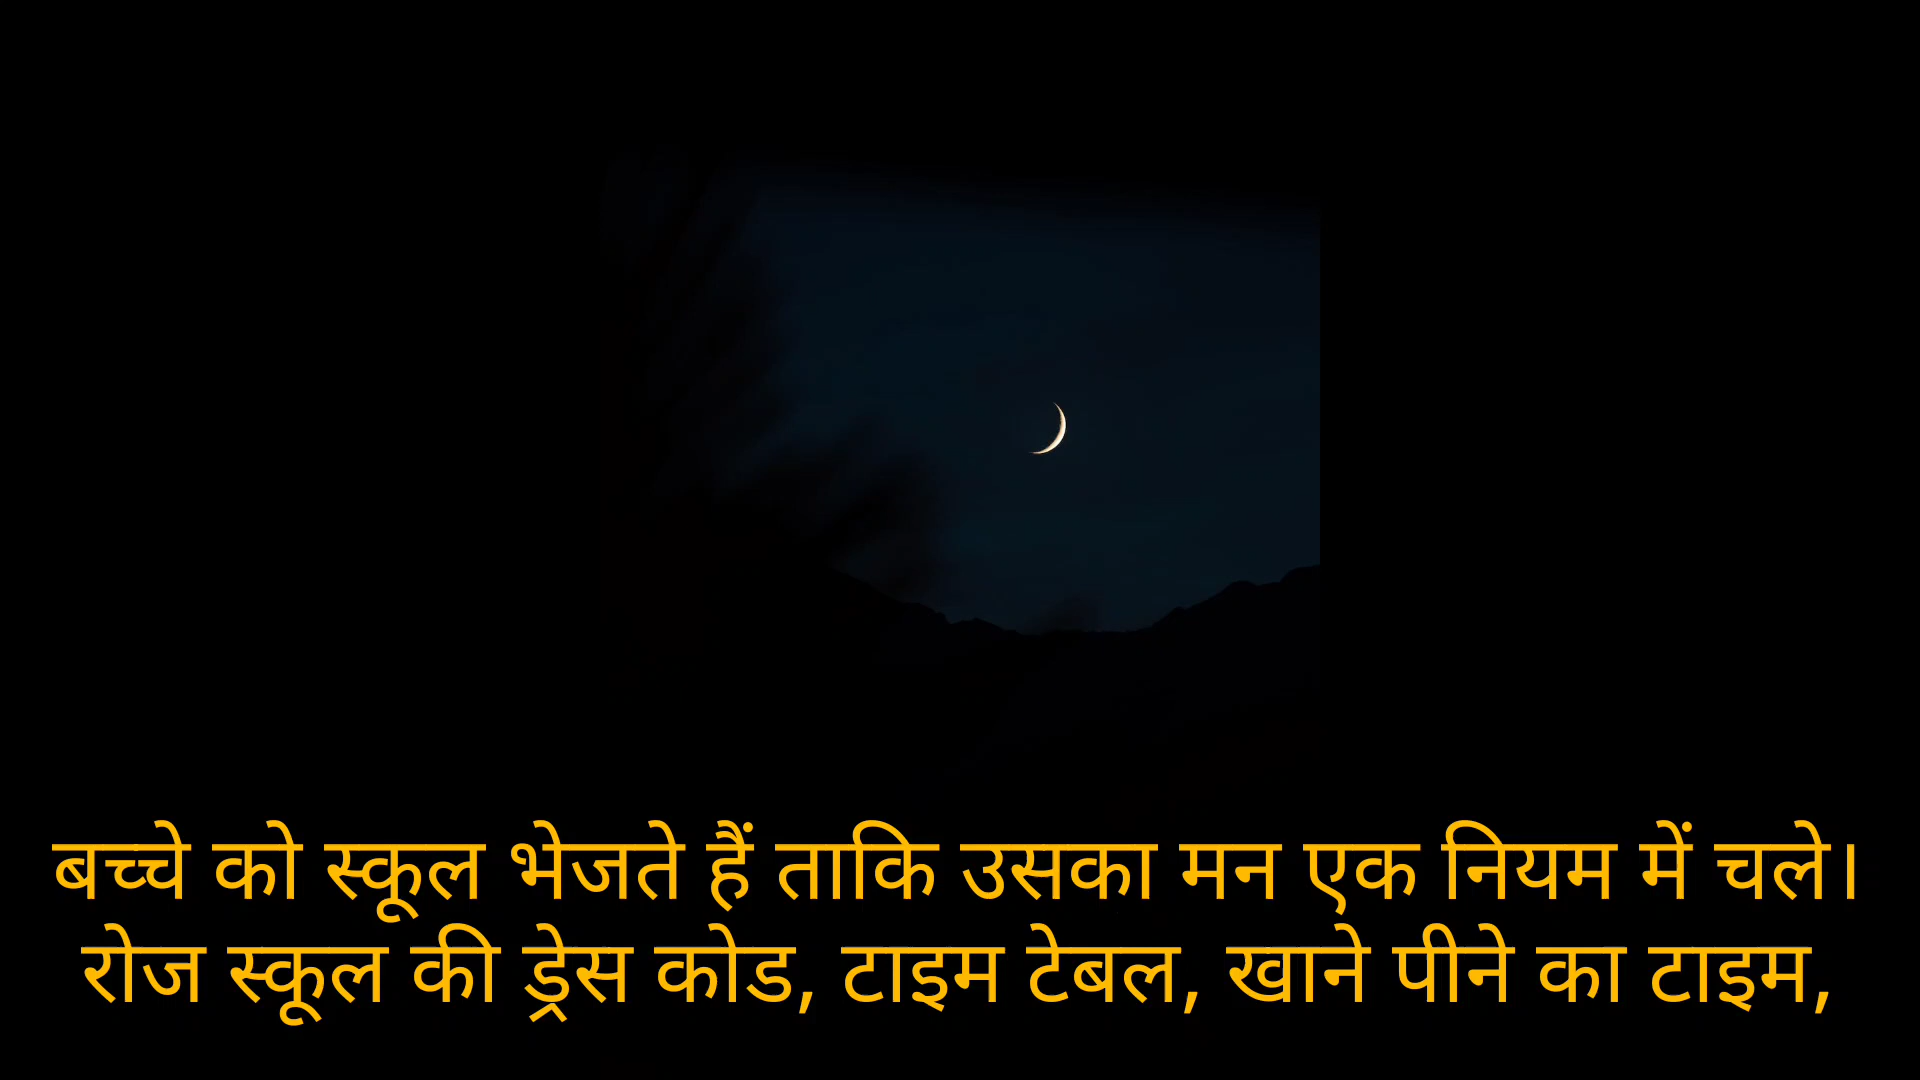 बच्चे को स्कूल भेजते हैं ताकि उसका मन एक नियम में चले।
रोज स्कूल की ड्रेस कोड, टाइम टेबल, खाने पीने का टाइम,